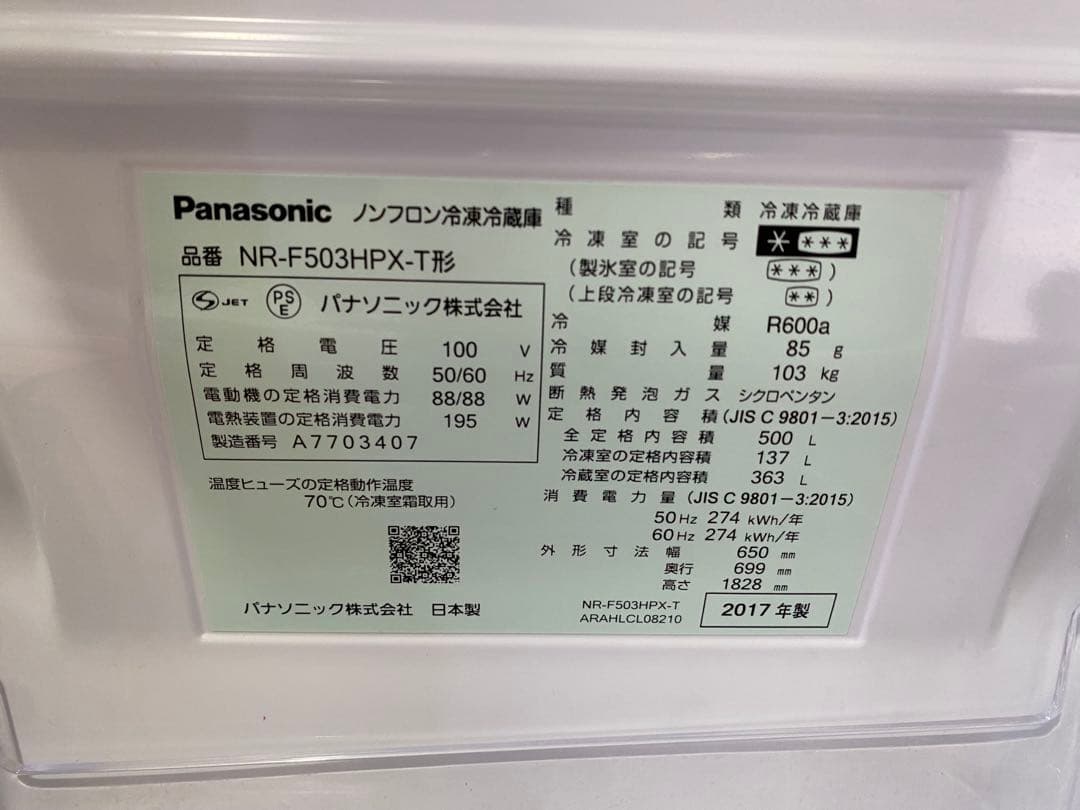 Panasonic ノンフロン冷凍冷蔵庫
品番 NR-F503HPX-T形
S JET PSE パナソニック株式会社
定格電圧 100 V
定格周波数 50/60 Hz
電動機の定格消費電力 88/88 W
電熱装置の定格消費電力 195 W
製造番号 A7703407
温度ヒューズの定格動作温度
70℃(冷凍室霜取用)
パナソニック株式会社 日本製
種類 冷凍冷蔵庫
冷凍室の記号 * ***
(製氷室の記号 ***)
(上段冷凍室の記号 **)
冷媒 R600a
冷媒封入量 85 g
質量 103 kg
断熱発泡ガス シクロペンタン
定格内容積 (JIS C 9801-3:2015)
全定格内容積 500 L
冷凍室の定格内容積 137 L
冷蔵室の定格内容積 363 L
消費電力量 (JIS C 9801-3:2015)
50Hz 274 kWh/年
60Hz 274 kWh/年
外形寸法 幅 650 mm
奥行 699 mm
高さ 1828 mm
NR-F503HPX-T
ARAHLCL08210
2017年製